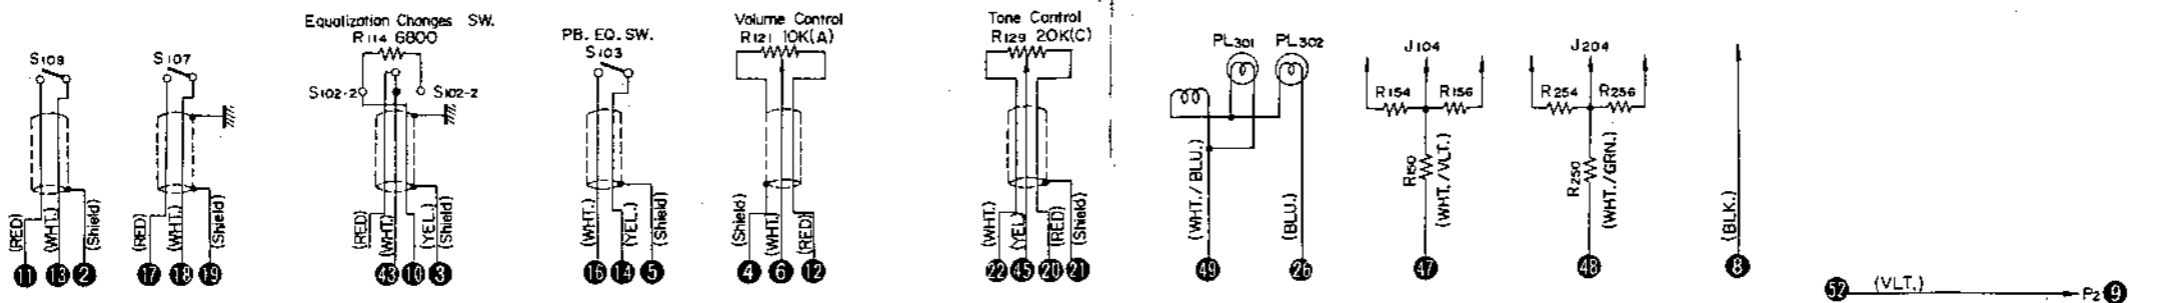 S109
(RED)
(WHT.)
(Shield)
11 13 2
S107
(RED)
(WHT.)
(Shield)
17 18 19
Equalization Changes SW.
R114 6800
S102-2
S102-2
(RED)
(WHT.)
(YEL.)
(Shield)
43 10 3
PB. EQ. SW.
S103
(WHT.)
(YEL.)
(Shield)
16 14 5
Volume Control
R121 10K(A)
(Shield)
(WHT.)
(RED)
4 6 12
Tone Control
R129 20K(C)
(WHT.)
(YEL)
(RED)
(Shield)
22 45 20 21
PL301 PL302
(WHT./BLU.)
(BLU.)
49 26
J104
R154 R156
R150
(WHT./VLT.)
47
J204
R254 R256
R250
(WHT./GRN.)
48
(BLK.)
8
52 (VLT.) P2 9